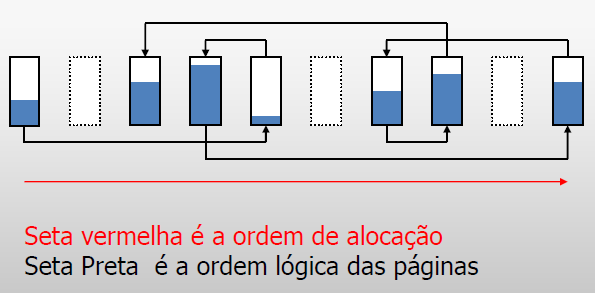 Seta vermelha é a ordem de alocação
Seta Preta é a ordem lógica das páginas